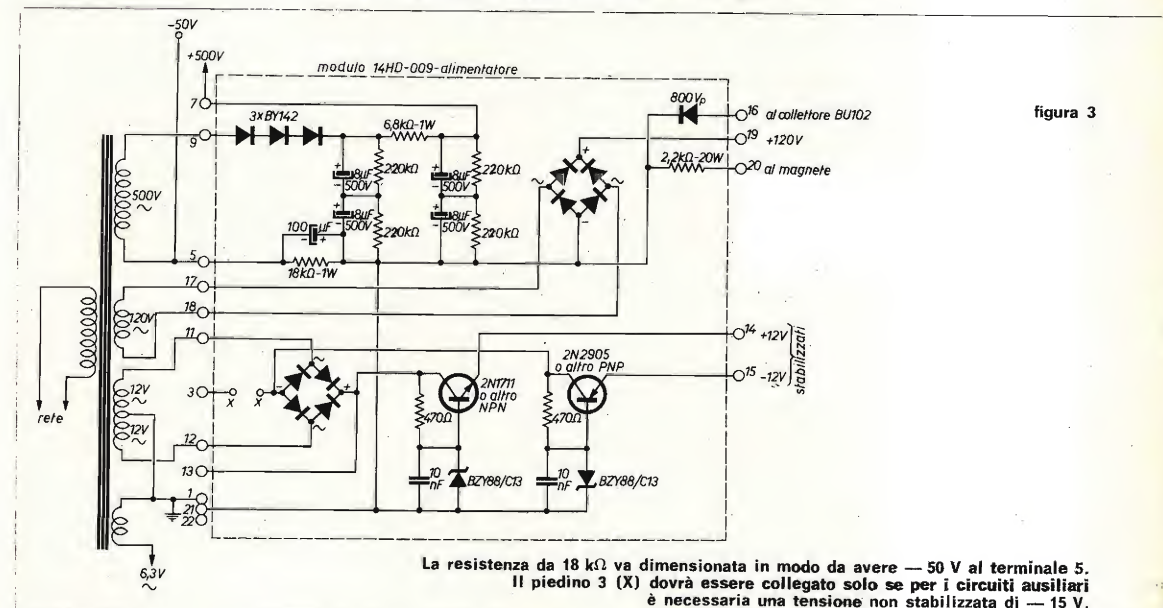 -50V
+500V
modulo 14HD-009-alimentatore
figura 3
7
9
3×BY142
6,8kΩ-1W
800Vp
16 al collettore BU102
19 +120V
2,2kΩ-20W
20 al magnete
500V
~
8µF
500V
220kΩ
8µF
500V
220kΩ
8µF
500V
220kΩ
8µF
500V
220kΩ
100 µF
18kΩ-1W
5
17
18
120V
~
11
12V
~
12V
~
3
x
x
12
13
rete
1
21
22
6,3V
~
470Ω
2N1711
o altro
NPN
10
nF
BZY88/C13
2N2905
o altro PNP
470Ω
10
nF
BZY88/C13
14 +12V
15 -12V
stabilizzati
La resistenza da 18 kΩ va dimensionata in modo da avere — 50 V al terminale 5.
Il piedino 3 (X) dovrà essere collegato solo se per i circuiti ausiliari
è necessaria una tensione non stabilizzata di — 15 V.